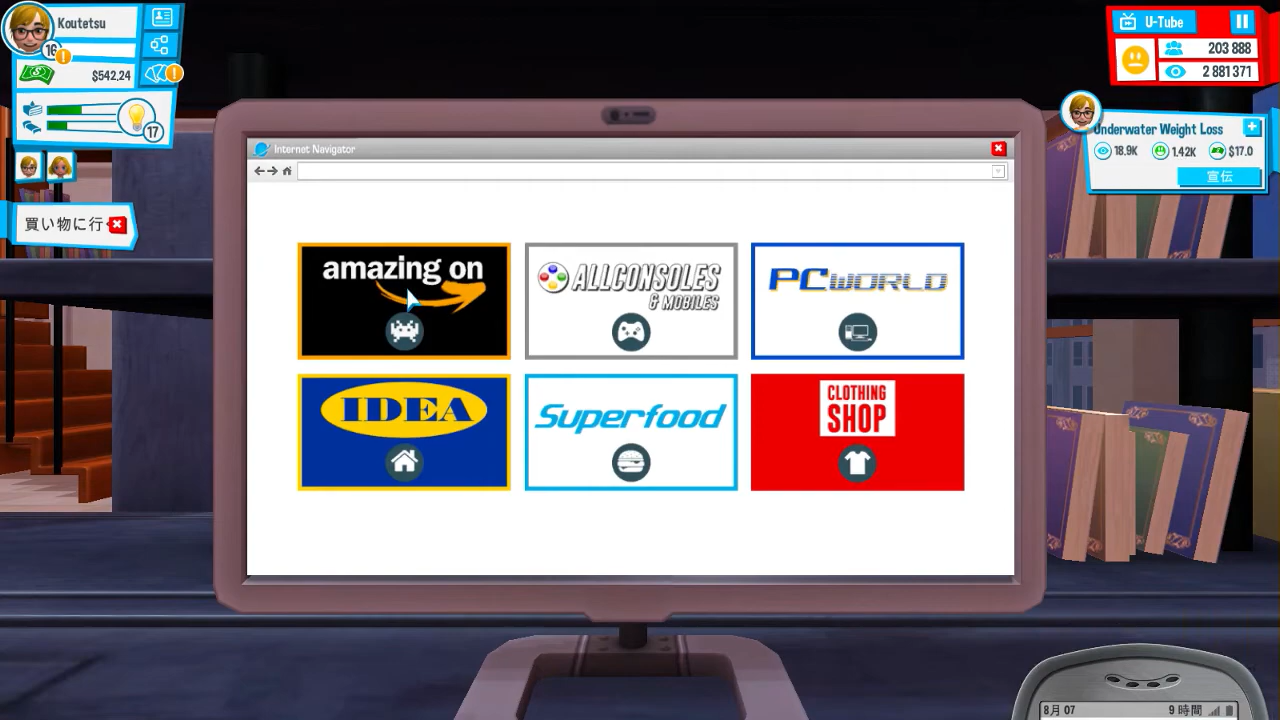 Koutetsu
16
$542,24
17
買い物に行
U-Tube
203 888
2 881 371
Underwater Weight Loss
18.9K
1.42K
$17.0
宣伝
Internet Navigator
amazing on
ALLCONSOLES
& MOBILES
PCWORLD
IDEA
Superfood
CLOTHING
SHOP
8月 07
9 時間